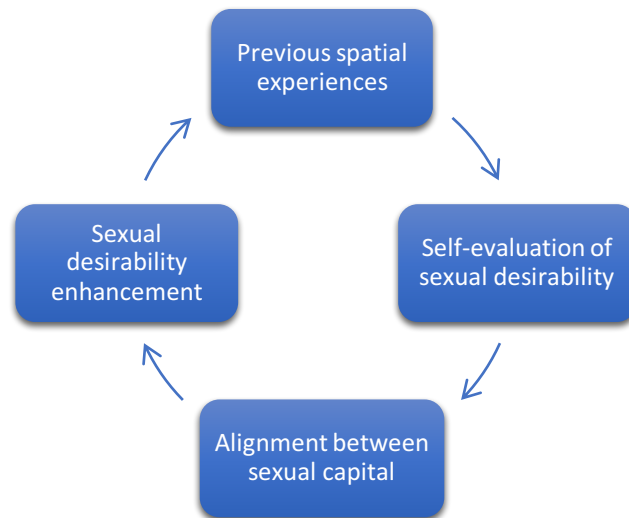 Previous spatial
experiences
Self-evaluation of
sexual desirability
Alignment between
sexual capital
Sexual
desirability
enhancement